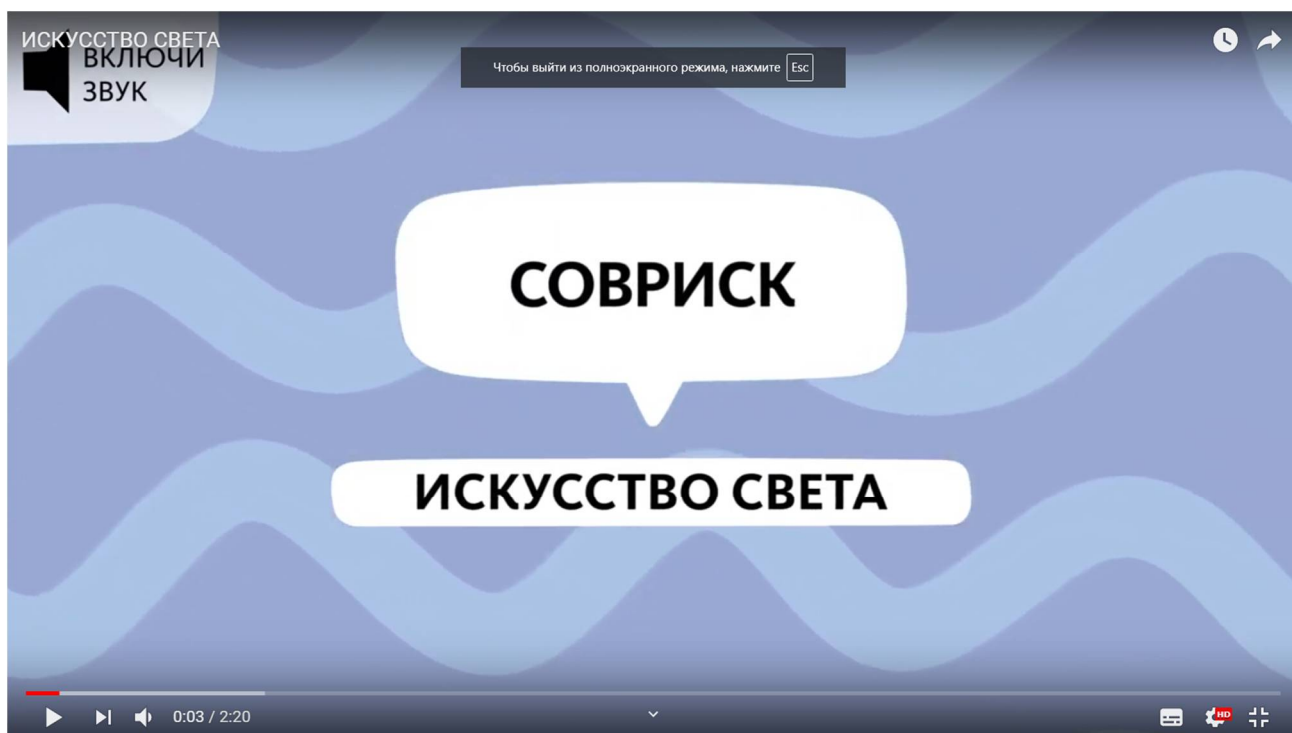 ИСКУССТВО СВЕТА
ВКЛЮЧИ
ЗВУК
Чтобы выйти из полноэкранного режима, нажмите Esc
СОВРИСК
ИСКУССТВО СВЕТА
0:03 / 2:20
HD